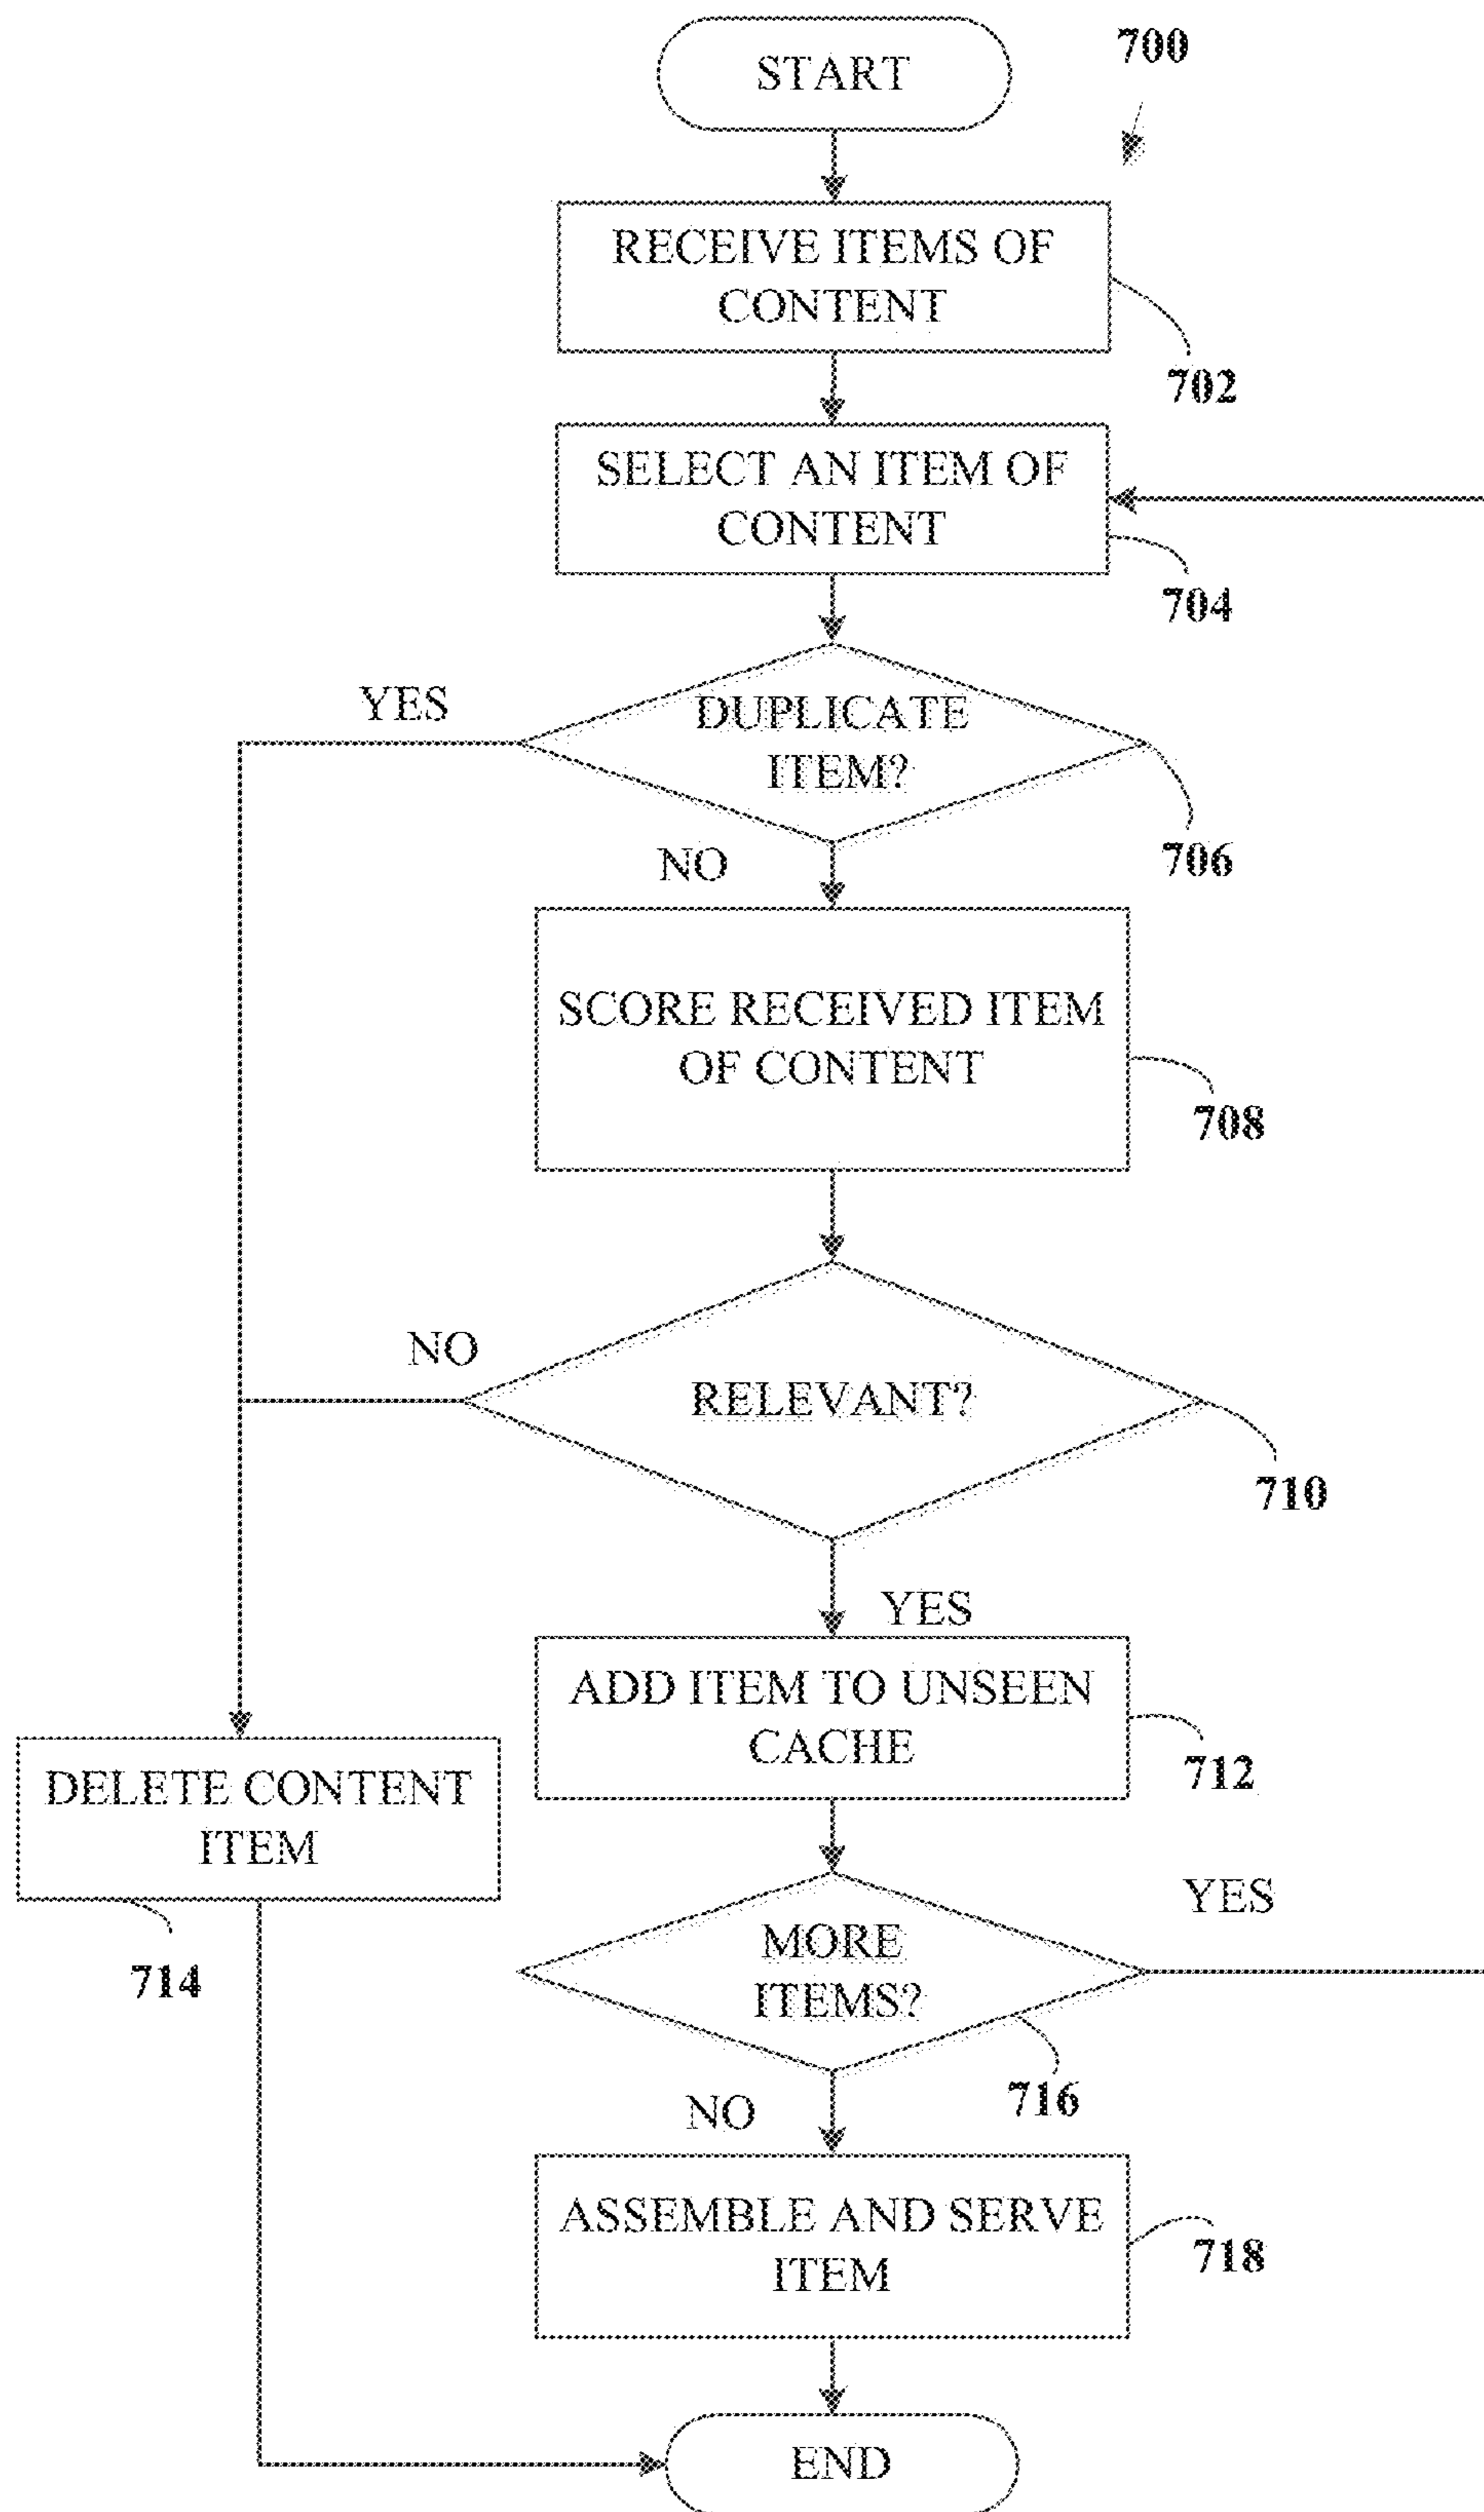 START
700
RECEIVE ITEMS OF
CONTENT
702
SELECT AN ITEM OF
CONTENT
704
YES
DUPLICATE
ITEM?
706
NO
SCORE RECEIVED ITEM
OF CONTENT
708
NO
RELEVANT?
710
YES
ADD ITEM TO UNSEEN
CACHE
712
DELETE CONTENT
ITEM
714
YES
MORE
ITEMS?
716
NO
ASSEMBLE AND SERVE
ITEM
718
END